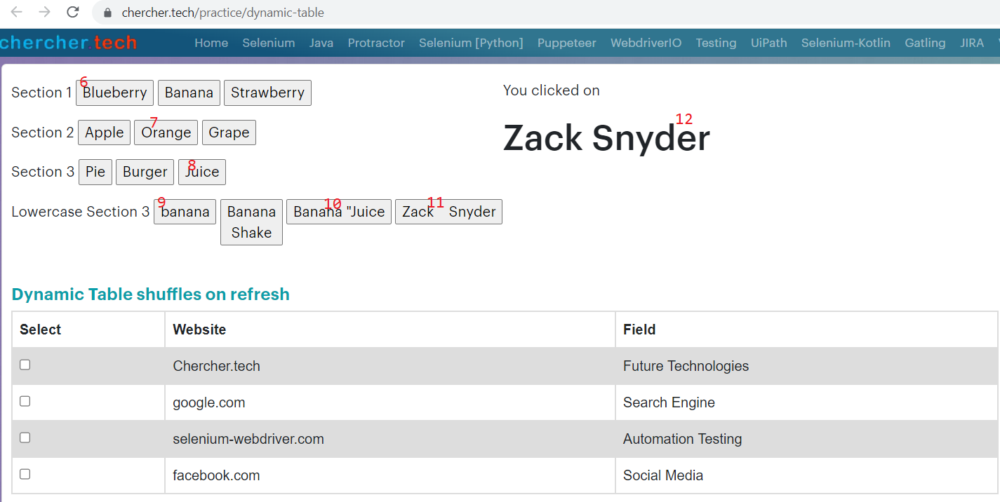 chercher.tech/practice/dynamic-table
chercher.tech Home Selenium Java Protractor Selenium [Python] Puppeteer WebdriverIO Testing UiPath Selenium-Kotlin Gatling JIRA
6
Section 1 Blueberry Banana Strawberry
You clicked on
7
12
Section 2 Apple Orange Grape
Zack Snyder
8
Section 3 Pie Burger Juice
9 10 11
Lowercase Section 3 banana Banana Shake Banana "Juice Zack Snyder
Dynamic Table shuffles on refresh
Select Website Field
Chercher.tech Future Technologies
google.com Search Engine
selenium-webdriver.com Automation Testing
facebook.com Social Media